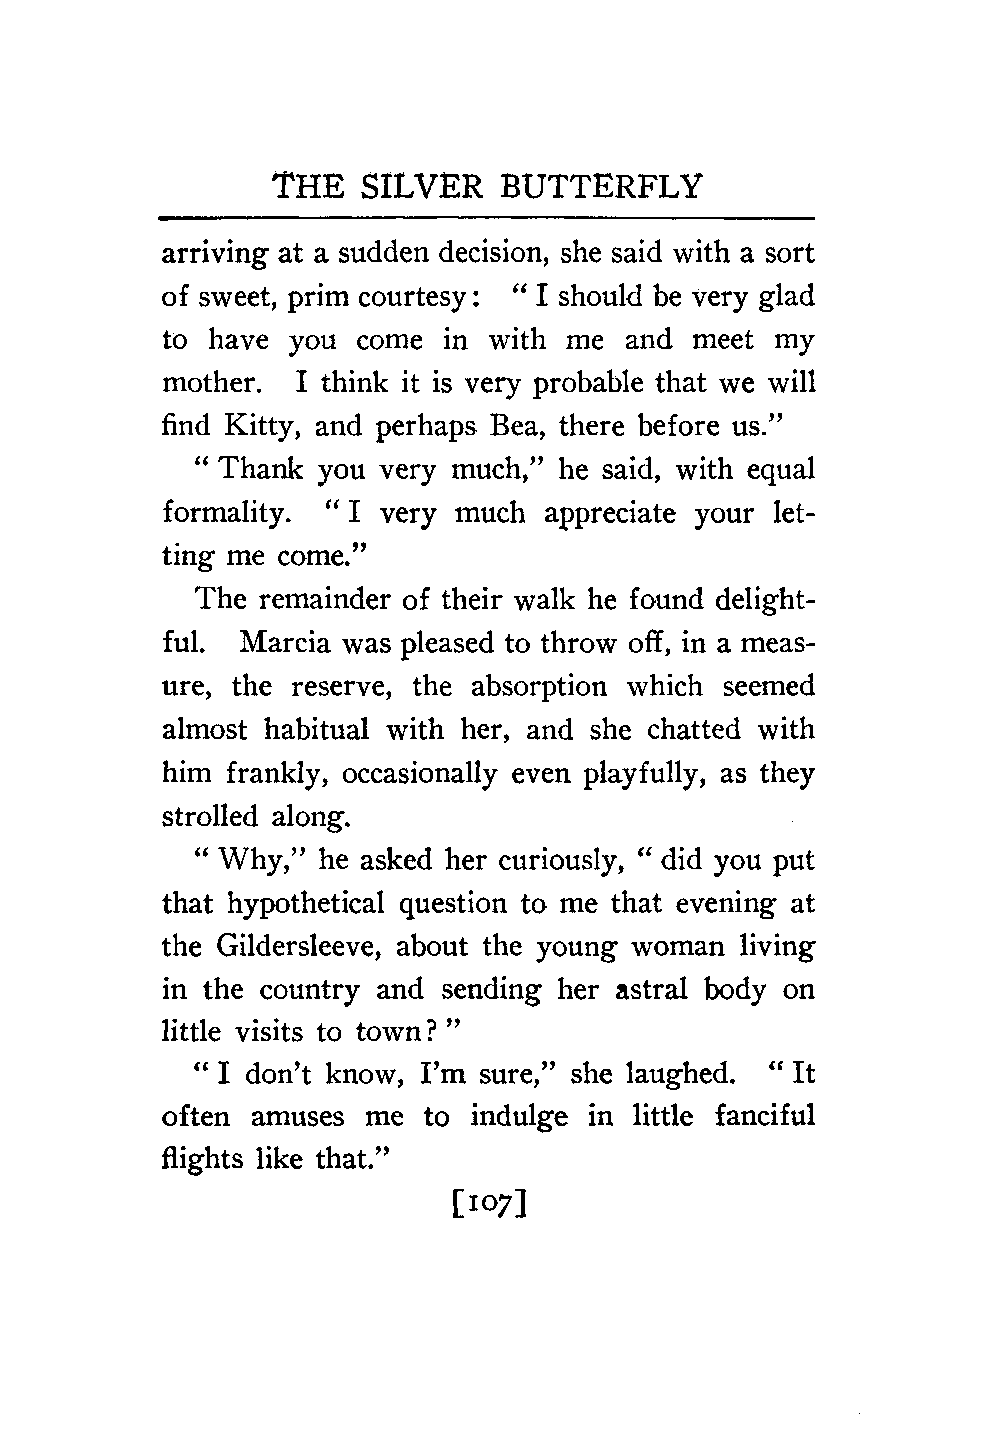 THE SILVER BUTTERFLY
arriving at a sudden decision, she said with a sort
of sweet, prim courtesy: “ I should be very glad
to have you come in with me and meet my
mother. I think it is very probable that we will
find Kitty, and perhaps Bea, there before us.”
“ Thank you very much,” he said, with equal
formality. “ I very much appreciate your let-
ting me come.”
The remainder of their walk he found delight-
ful. Marcia was pleased to throw off, in a meas-
ure, the reserve, the absorption which seemed
almost habitual with her, and she chatted with
him frankly, occasionally even playfully, as they
strolled along.
“ Why,” he asked her curiously, “ did you put
that hypothetical question to me that evening at
the Gildersleeve, about the young woman living
in the country and sending her astral body on
little visits to town? ”
“ I don’t know, I’m sure,” she laughed. “ It
often amuses me to indulge in little fanciful
flights like that.”
[107]